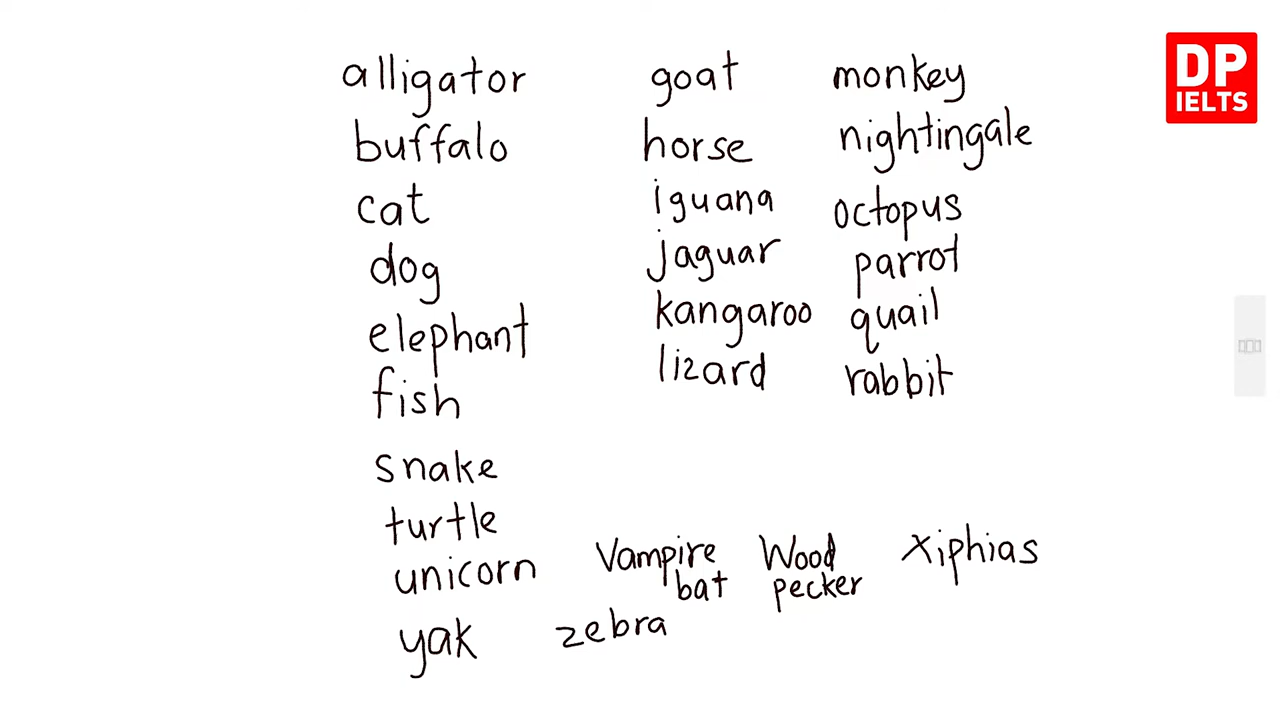 alligator
buffalo
cat
dog
elephant
fish
goat
horse
iguana
jaguar
kangaroo
lizard
monkey
nightingale
octopus
parrot
quail
rabbit
snake
turtle
unicorn
Vampire
bat
Wood
pecker
xiphias
yak
zebra
DP
IELTS